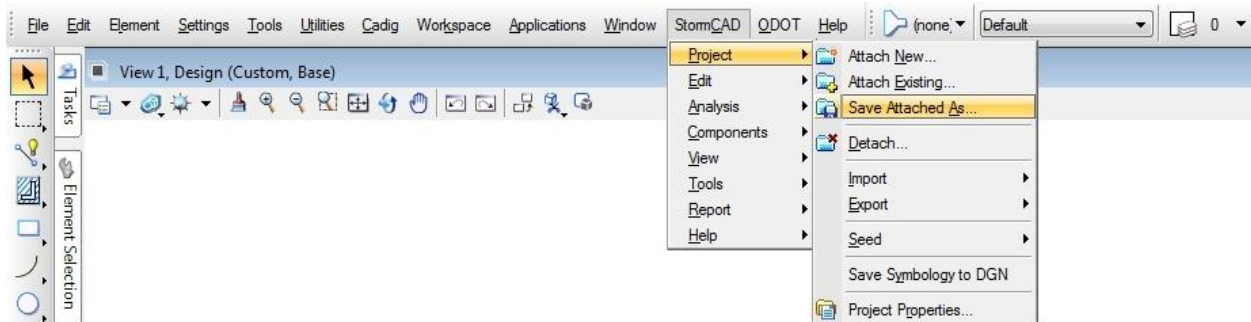 File Edit Element Settings Tools Utilities Cadig Workspace Applications Window StormCAD ODOT Help (none) Default 0
View 1, Design (Custom, Base)
Tasks
Element Selection
Project
Edit
Analysis
Components
View
Tools
Report
Help
Attach New...
Attach Existing...
Save Attached As...
Detach...
Import
Export
Seed
Save Symbology to DGN
Project Properties...